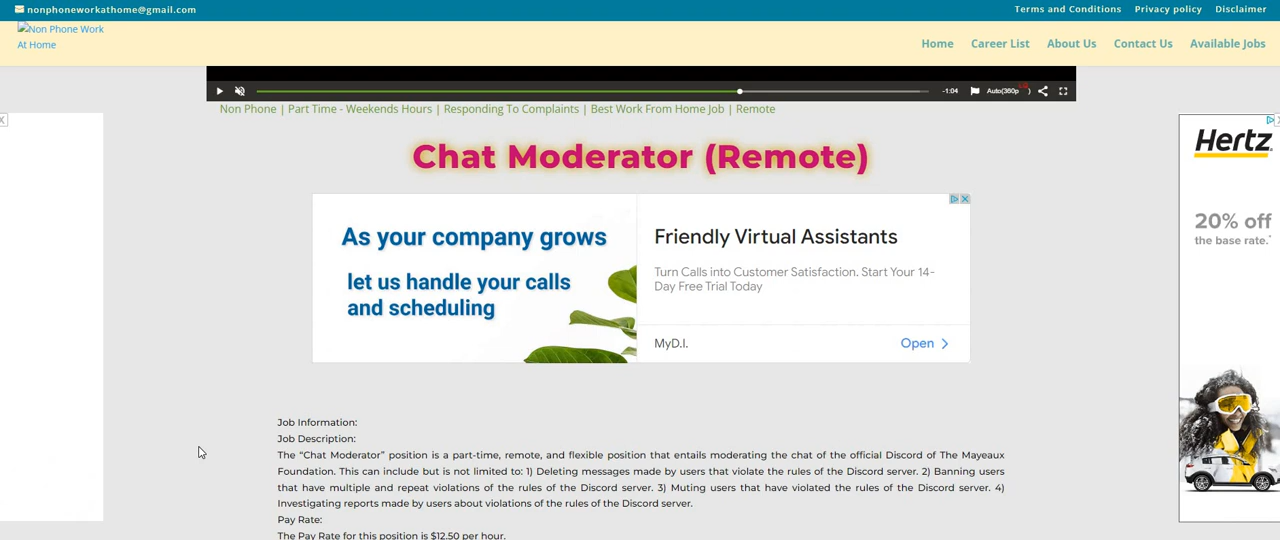 nonphoneworkathome@gmail.com
Terms and Conditions Privacy policy Disclaimer
Non Phone Work
At Home
Home Career List About Us Contact Us Available Jobs
-1:04 Auto(360p )
Non Phone | Part Time - Weekends Hours | Responding To Complaints | Best Work From Home Job | Remote
Chat Moderator (Remote)
X
As your company grows
let us handle your calls
and scheduling
Friendly Virtual Assistants
Turn Calls into Customer Satisfaction. Start Your 14-
Day Free Trial Today
MyD.I.
Open
Hertz.
20% off
the base rate.*
Job Information:
Job Description:
The “Chat Moderator” position is a part-time, remote, and flexible position that entails moderating the chat of the official Discord of The Mayeaux
Foundation. This can include but is not limited to: 1) Deleting messages made by users that violate the rules of the Discord server. 2) Banning users
that have multiple and repeat violations of the rules of the Discord server. 3) Muting users that have violated the rules of the Discord server. 4)
Investigating reports made by users about violations of the rules of the Discord server.
Pay Rate:
The Pay Rate for this position is $12.50 per hour.